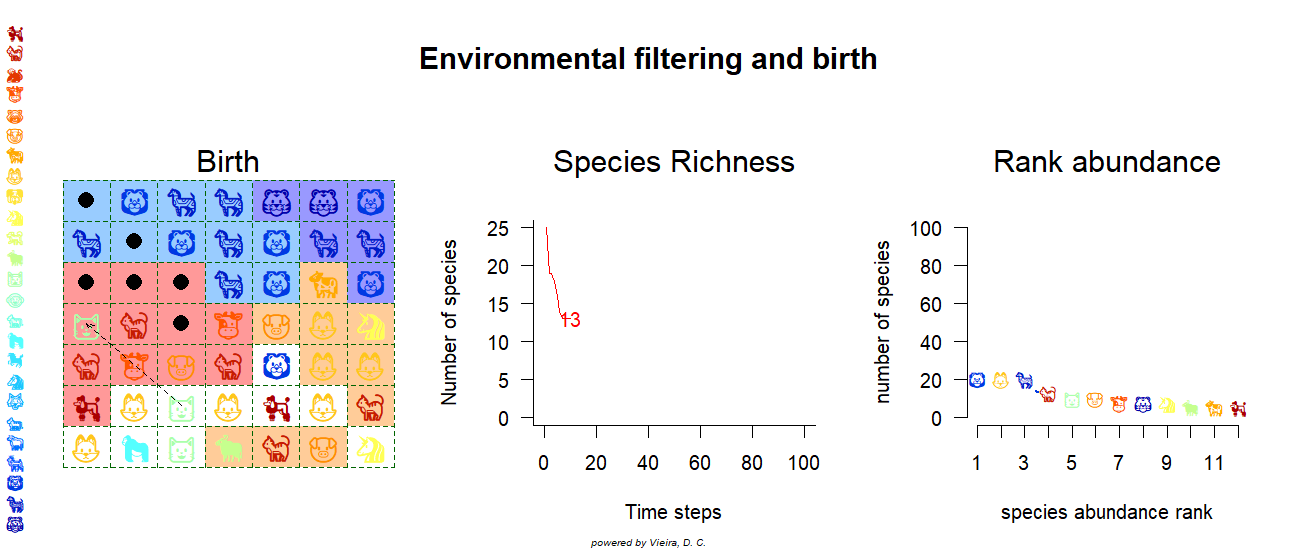 Environmental filtering and birth
Birth
Species Richness
Rank abundance
Number of species
25
20
15
10
5
0
13
0 20 40 60 80 100
Time steps
number of species
100
80
60
40
20
0
1 3 5 7 9 11
species abundance rank
powered by Vieira, D. C.